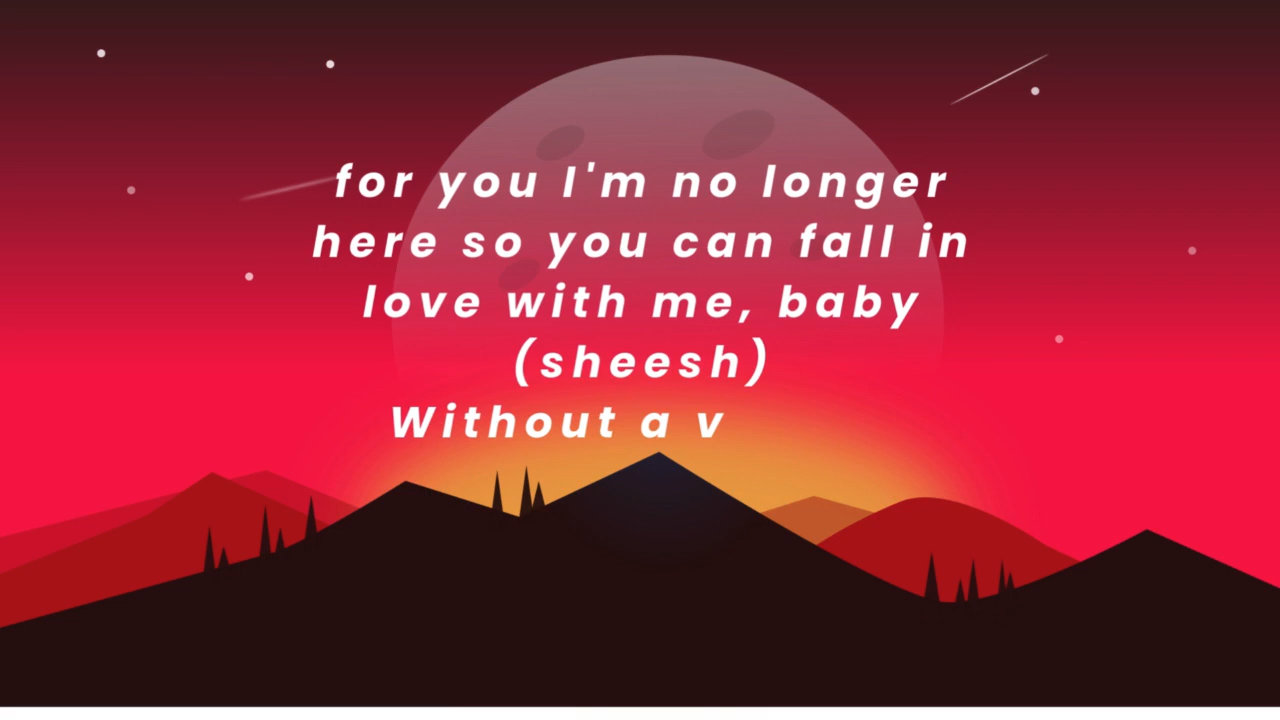 for you I'm no longer
here so you can fall in
love with me, baby
(sheesh)
Without a v